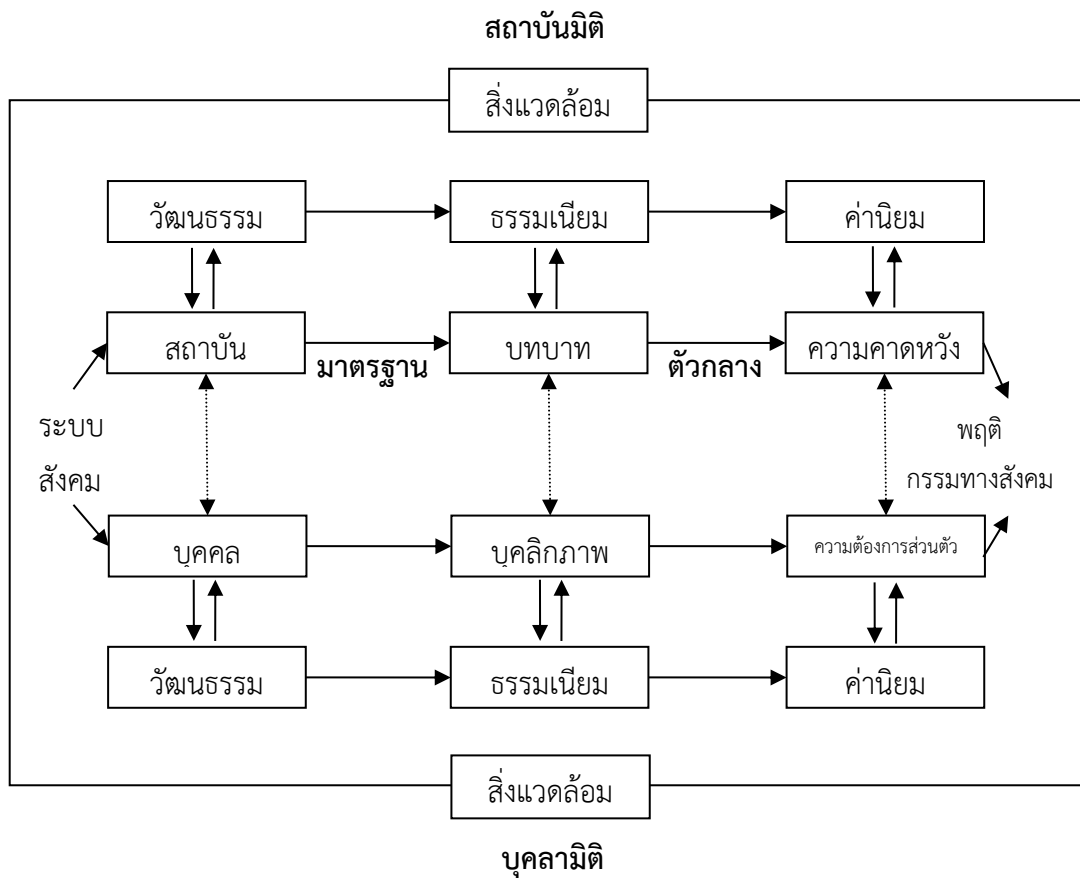 สถาบันมิติ
สิ่งแวดล้อม
วัฒนธรรม
ธรรมเนียม
ค่านิยม
สถาบัน
มาตรฐาน
บทบาท
ตัวกลาง
ความคาดหวัง
ระบบ
สังคม
พฤติ
กรรมทางสังคม
บุคคล
บุคลิกภาพ
ความต้องการส่วนตัว
วัฒนธรรม
ธรรมเนียม
ค่านิยม
สิ่งแวดล้อม
บุคลามิติ